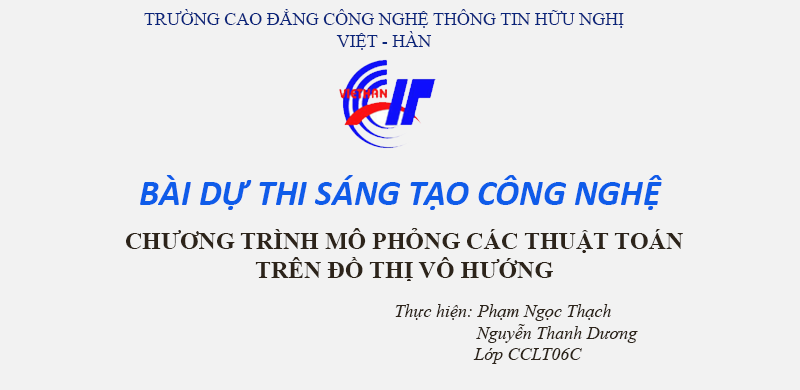 TRƯỜNG CAO ĐẲNG CÔNG NGHỆ THÔNG TIN HỮU NGHỊ
VIỆT - HÀN
VIETHAN
CIT
BÀI DỰ THI SÁNG TẠO CÔNG NGHỆ
CHƯƠNG TRÌNH MÔ PHỎNG CÁC THUẬT TOÁN
TRÊN ĐỒ THỊ VÔ HƯỚNG
Thực hiện: Phạm Ngọc Thạch
Nguyễn Thanh Dương
Lớp CCLT06C